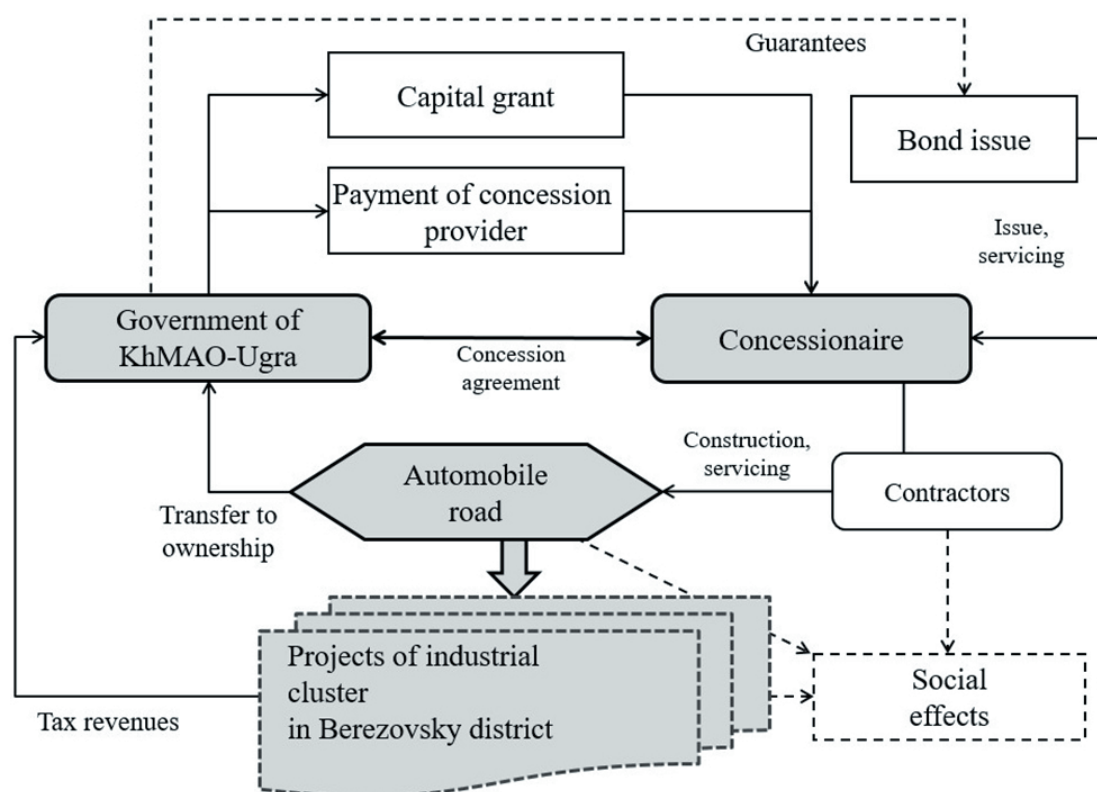 Guarantees
Capital grant
Bond issue
Payment of concession
provider
Issue,
servicing
Government of
KhMAO-Ugra
Concession
agreement
Concessionaire
Construction,
servicing
Automobile
road
Contractors
Transfer to
ownership
Projects of industrial
cluster
in Berezovsky district
Social
effects
Tax revenues